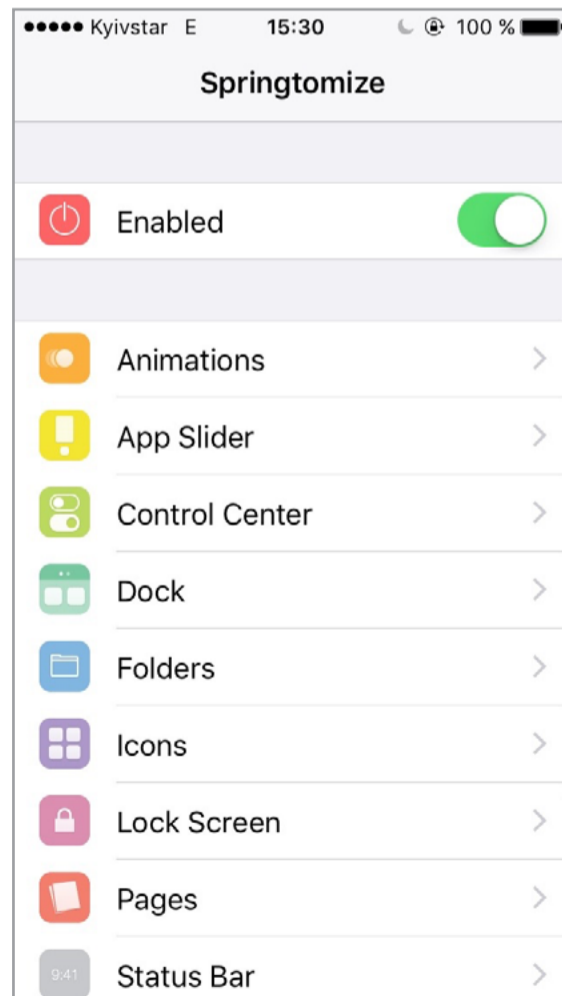 ●●●●● Kyivstar E 15:30 100 %
Springtomize
Enabled
Animations
App Slider
Control Center
Dock
Folders
Icons
Lock Screen
Pages
9:41 Status Bar